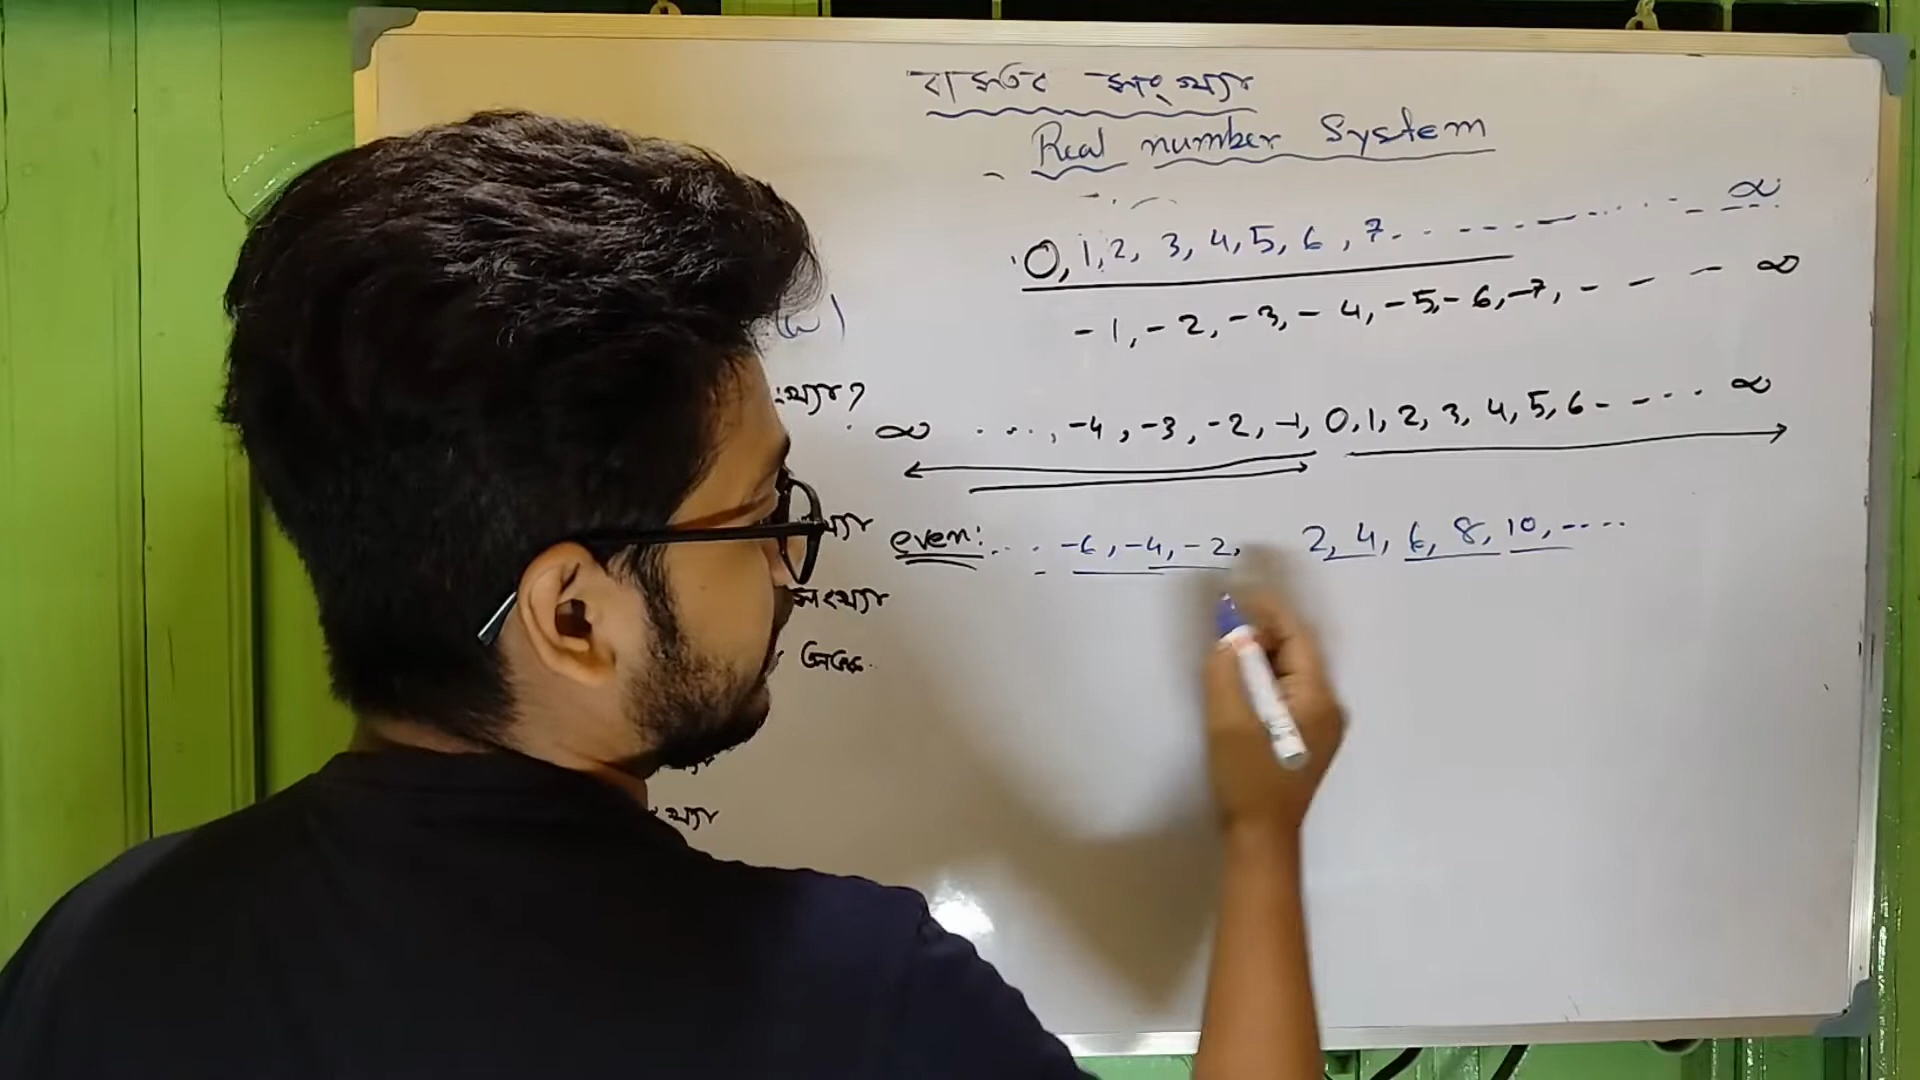 বাস্তব সংখ্যা
Real number System
0, 1, 2, 3, 4, 5, 6, 7. . . ----- - - . . . . - - - ∞
-1, -2, -3, -4, -5, -6, -7, - - - ∞
খ্যা?
∞ . . . , -4, -3, -2, -1, 0, 1, 2, 3, 4, 5, 6 - - - . . . ∞
even: . . . -6, -4, -2, 2, 4, 6, 8, 10, -....
খ্যা
সংখ্যা
খ্যা